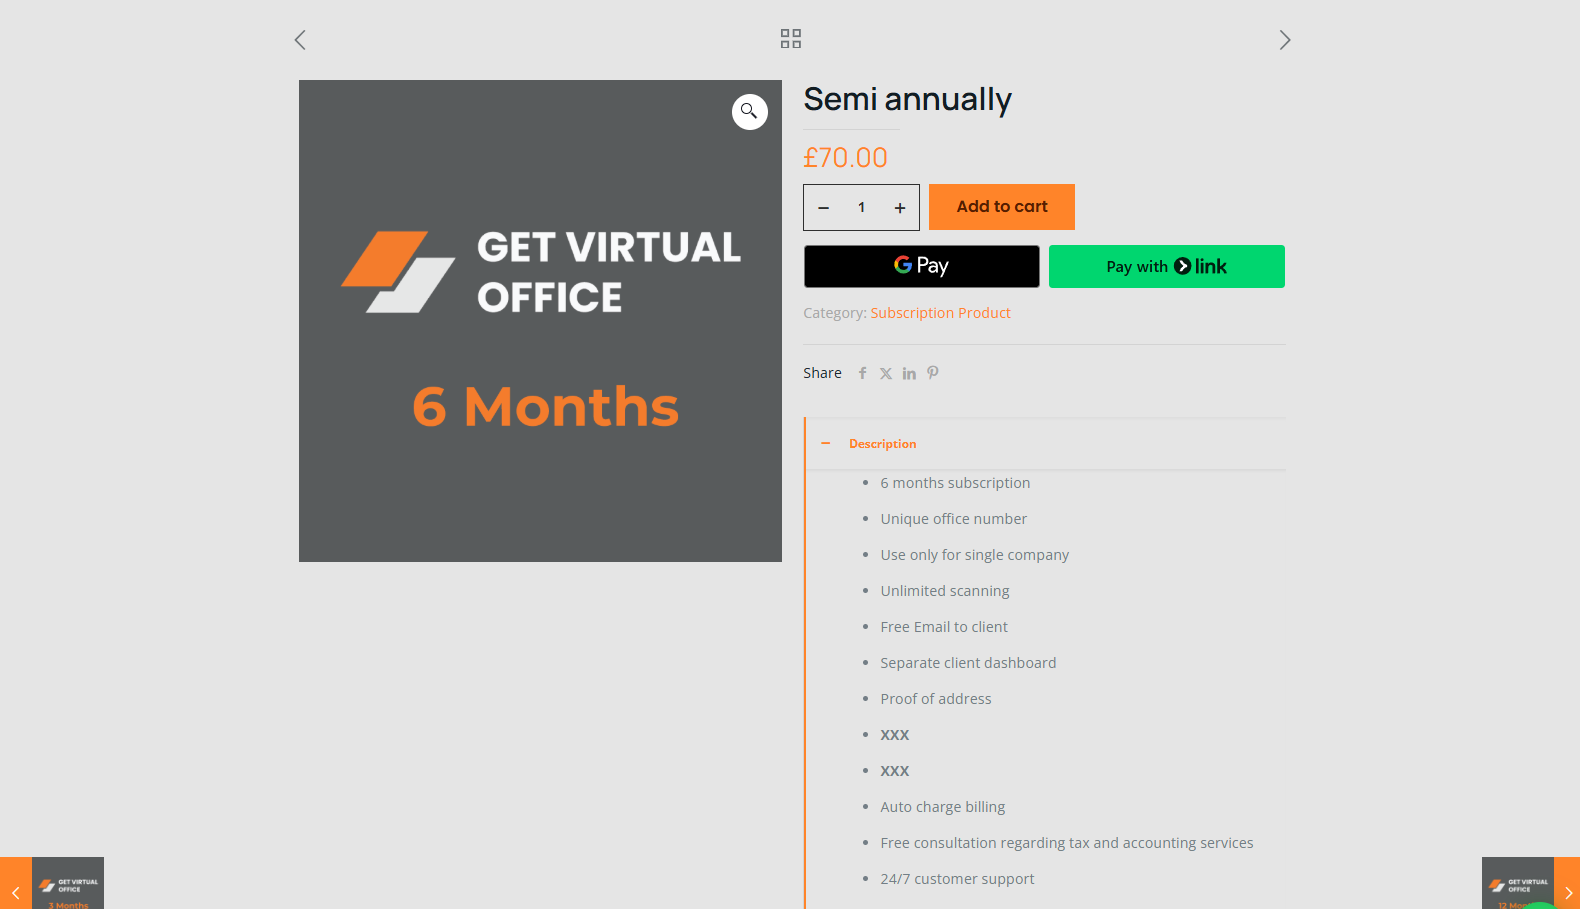 Semi annually
£70.00
− 1 + Add to cart
G Pay Pay with link
GET VIRTUAL
OFFICE
6 Months
Category: Subscription Product
Share
Description
6 months subscription
Unique office number
Use only for single company
Unlimited scanning
Free Email to client
Separate client dashboard
Proof of address
XXX
XXX
Auto charge billing
Free consultation regarding tax and accounting services
24/7 customer support
GET VIRTUAL
OFFICE
3 Months
GET VIRTUAL
OFFICE